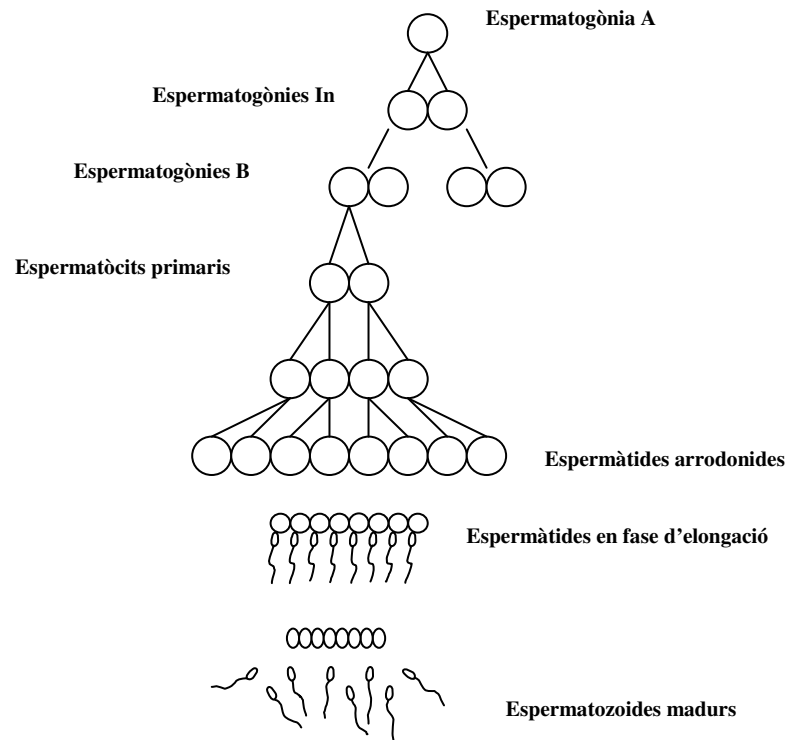 Espermatogònia A
Espermatogònies In
Espermatogònies B
Espermatòcits primaris
Espermàtides arrodonides
Espermàtides en fase d'elongació
Espermatozoides madurs